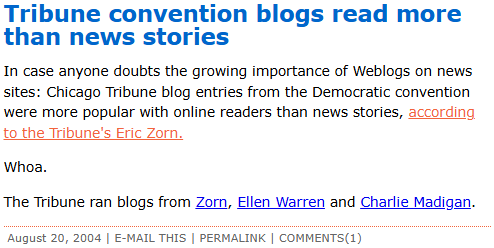 Tribune convention blogs read more
than news stories
In case anyone doubts the growing importance of Weblogs on news
sites: Chicago Tribune blog entries from the Democratic convention
were more popular with online readers than news stories, according
to the Tribune's Eric Zorn.
Whoa.
The Tribune ran blogs from Zorn, Ellen Warren and Charlie Madigan.
August 20, 2004 | E-MAIL THIS | PERMALINK | COMMENTS(1)